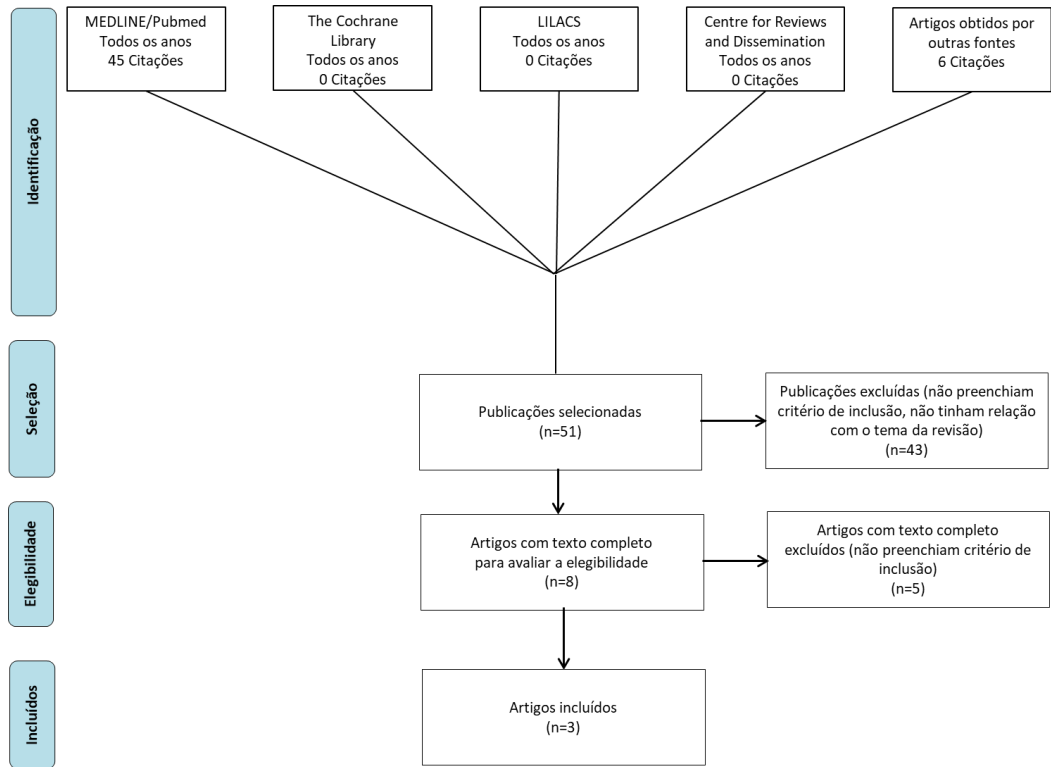 MEDLINE/Pubmed
Todos os anos
45 Citações
The Cochrane
Library
Todos os anos
0 Citações
LILACS
Todos os anos
0 Citações
Centre for Reviews
and Dissemination
Todos os anos
0 Citações
Artigos obtidos por
outras fontes
6 Citações
Identificação
Seleção
Publicações selecionadas
(n=51)
Publicações excluídas (não preenchiam
critério de inclusão, não tinham relação
com o tema da revisão)
(n=43)
Elegibilidade
Artigos com texto completo
para avaliar a elegibilidade
(n=8)
Artigos com texto completo
excluídos (não preenchiam critério de
inclusão)
(n=5)
Incluídos
Artigos incluídos
(n=3)